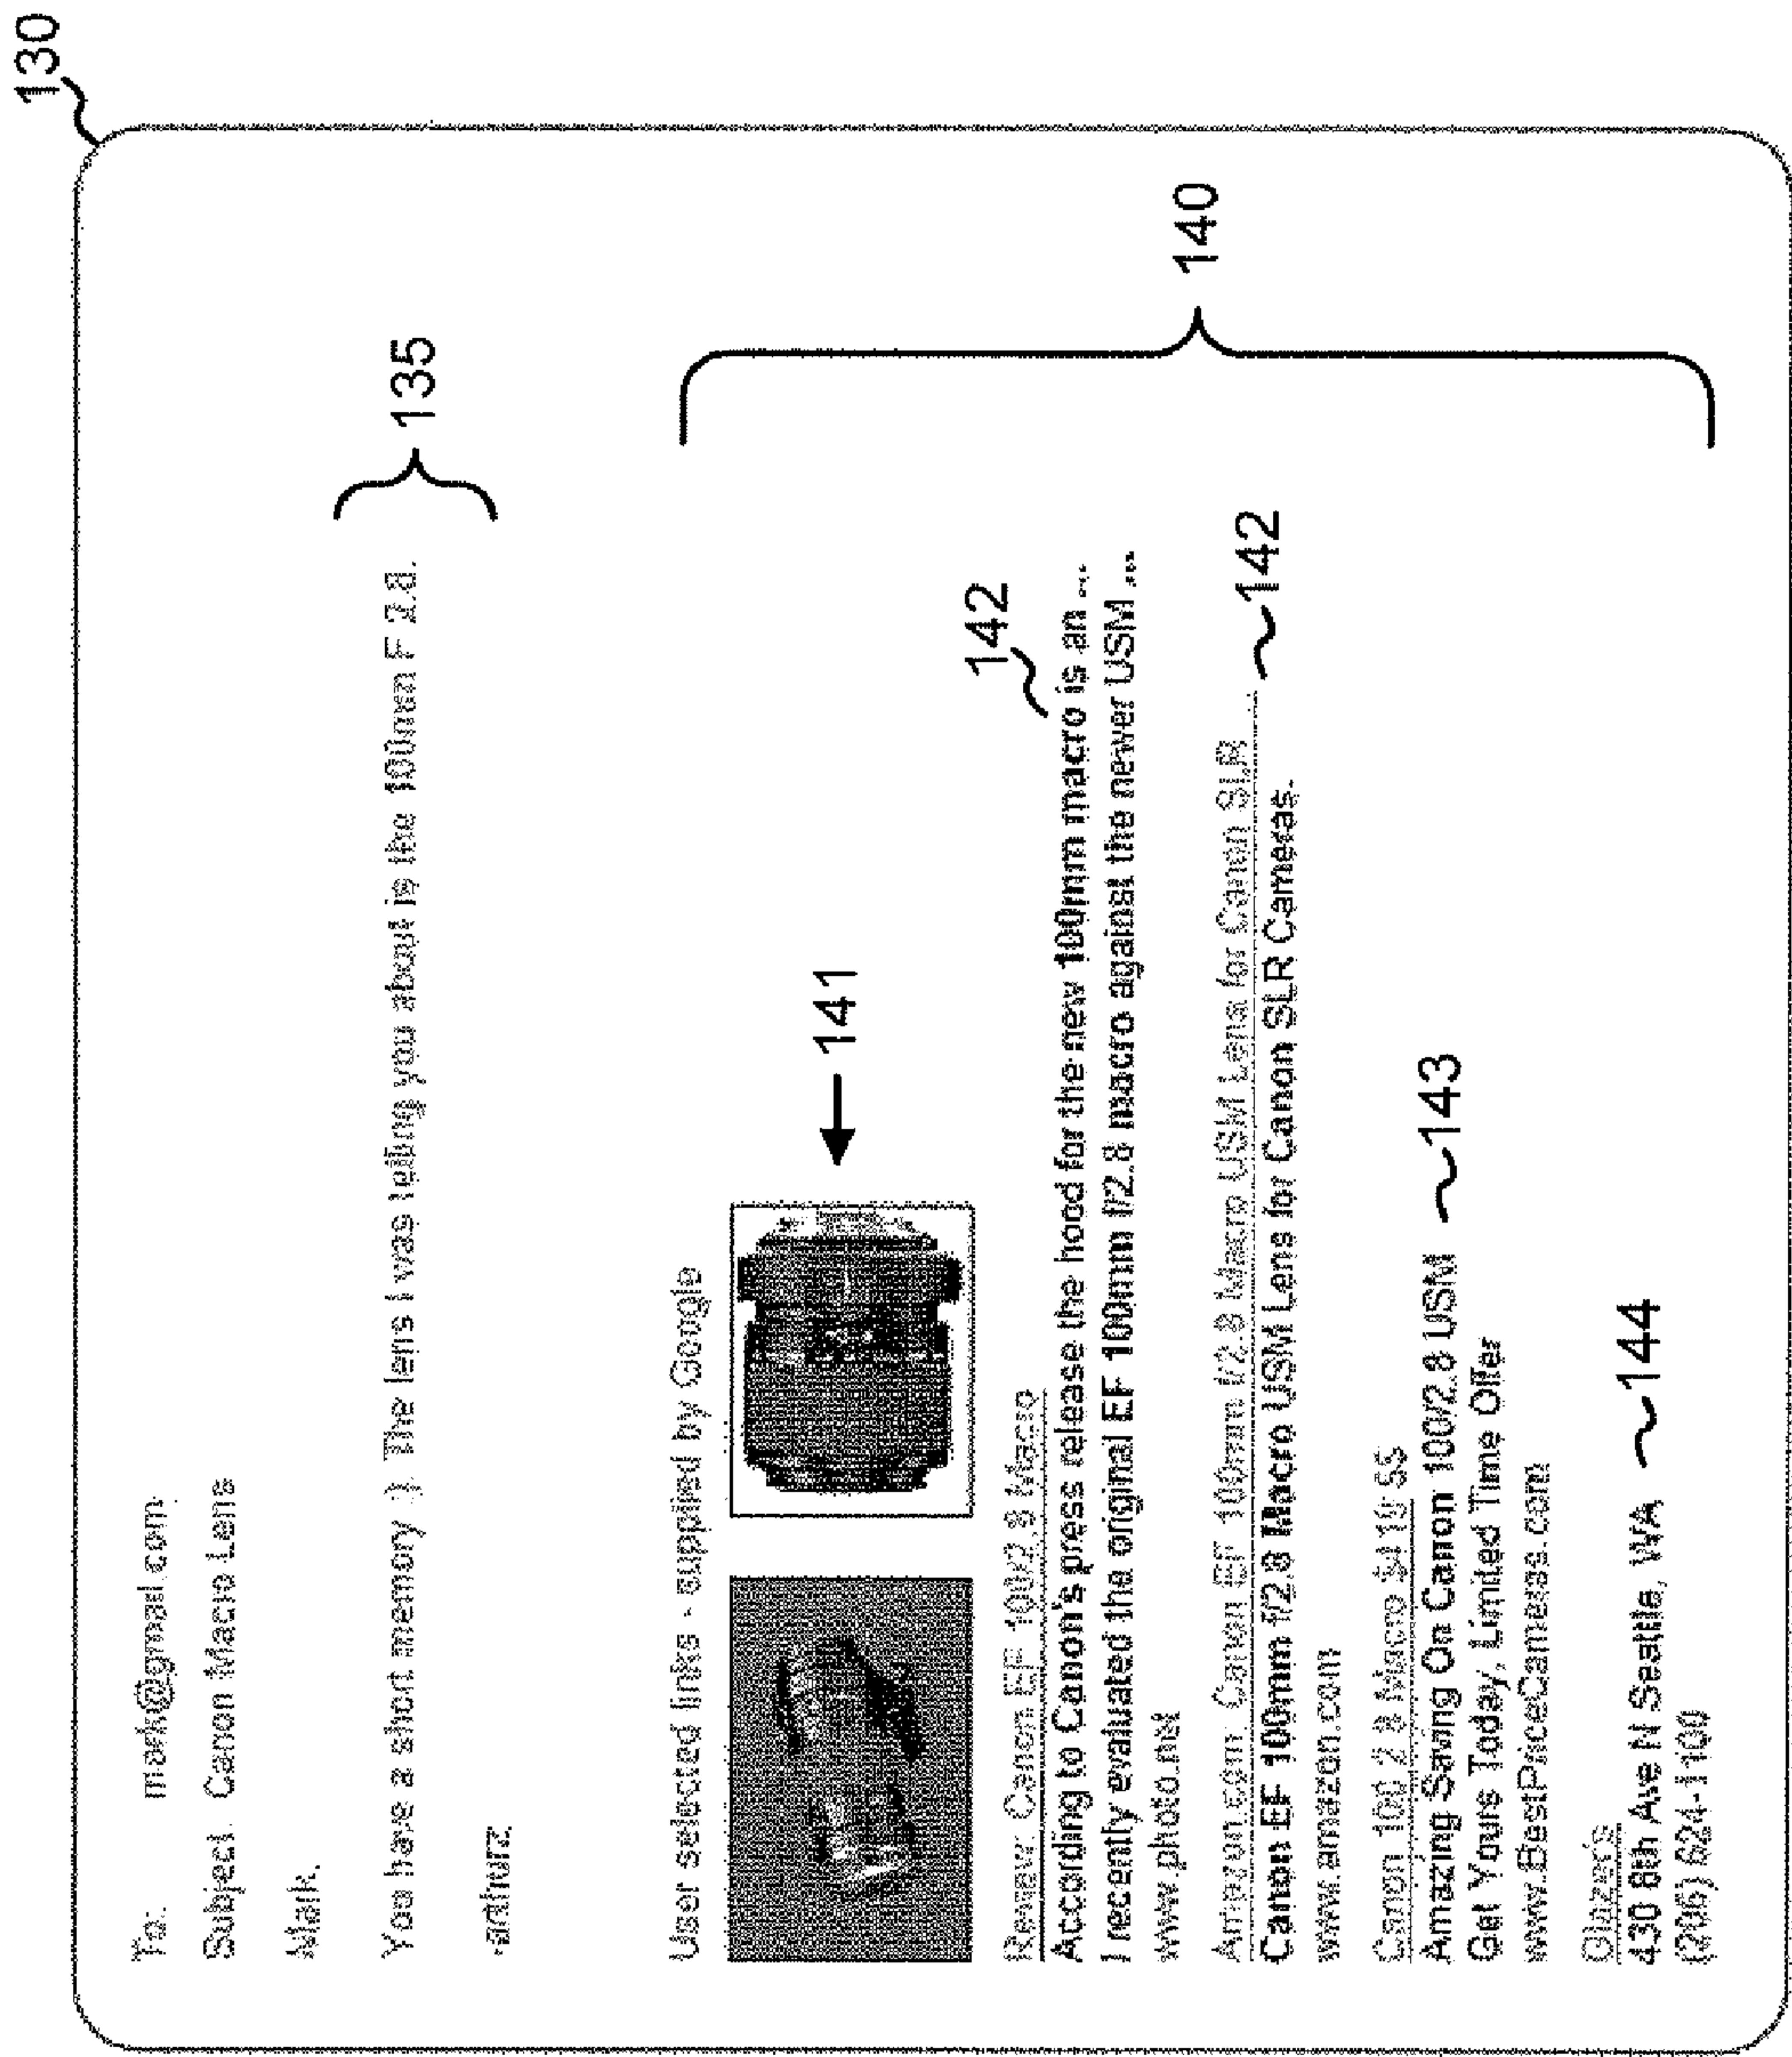 130
To: mark@gmail.com
Subject: Canon Macro Lens
Mark,
You have a short memory :). The lens I was telling you about is the 100mm F 2.8.
135
-arthur
User selected links - supplied by Google
141
140
Review: Canon EF 100/2.8 Macro
142
According to Canon's press release the hood for the new 100mm macro is an ...
I recently evaluated the original EF 100mm f/2.8 macro against the newer USM ...
www.photo.net
Amazon.com: Canon EF 100mm f/2.8 Macro USM Lens for Canon SLR ...
142
Canon EF 100mm f/2.8 Macro USM Lens for Canon SLR Cameras.
www.amazon.com
Canon 100 2.8 Macro
Amazing Saving On Canon 100/2.8 USM
143
Get Yours Today, Limited Time Offer
www.BestPriceCameras.com
Glazer's
430 8th Ave N Seattle, WA
144
(206) 624-1100